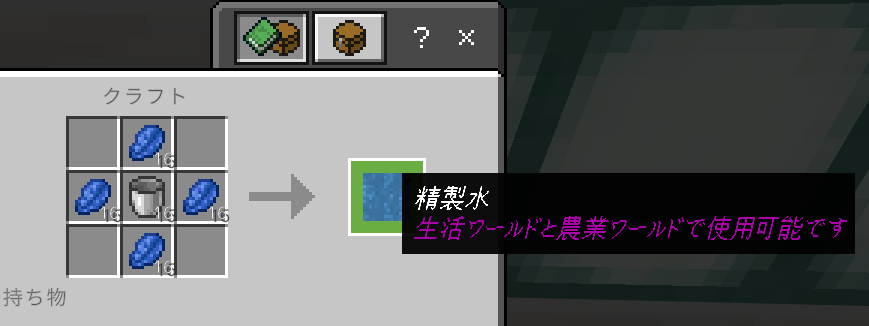 ? ×
クラフト
16
16 16 16
16
精製水
生活ワールドと農業ワールドで使用可能です
持ち物